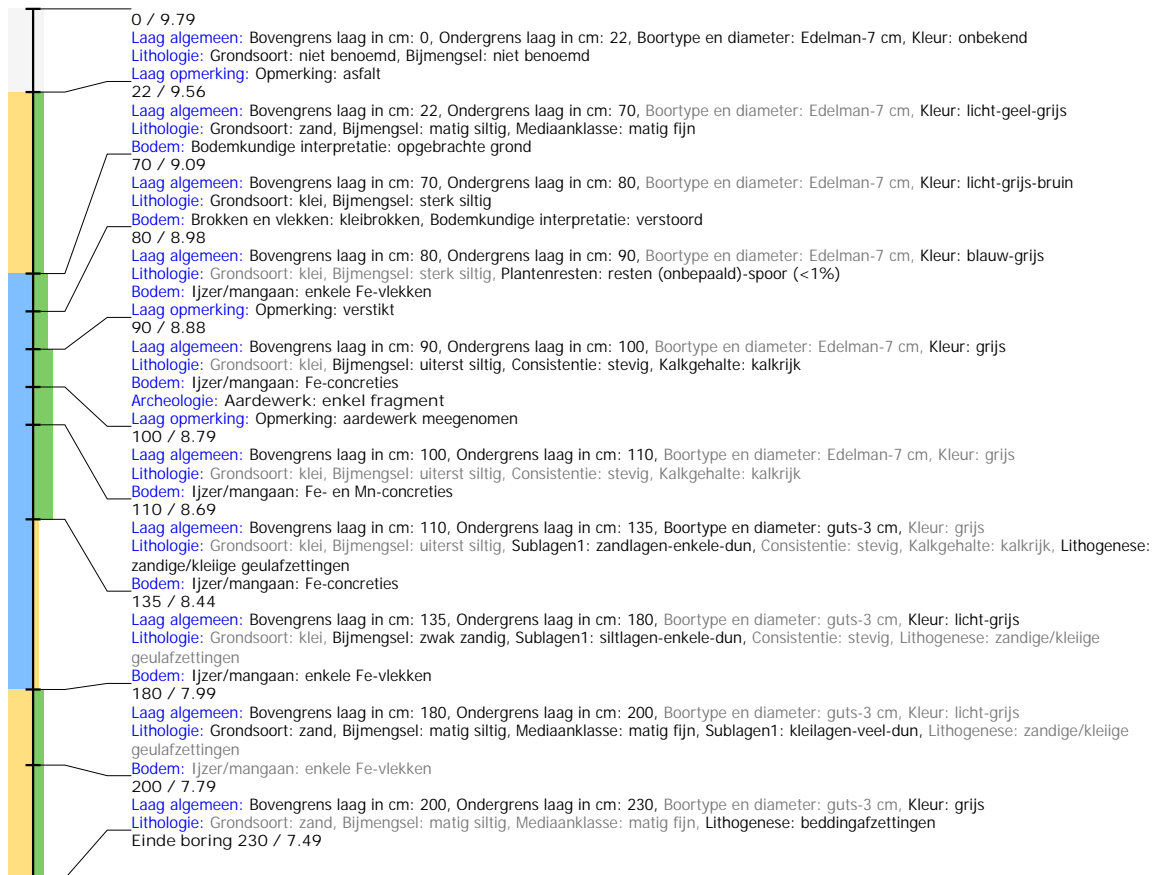 0 / 9.79
Laag algemeen: Bovengrens laag in cm: 0, Ondergrens laag in cm: 22, Boortype en diameter: Edelman-7 cm, Kleur: onbekend
Lithologie: Grondsoort: niet benoemd, Bijmengsel: niet benoemd
Laag opmerking: Opmerking: asfalt
22 / 9.56
Laag algemeen: Bovengrens laag in cm: 22, Ondergrens laag in cm: 70, Boortype en diameter: Edelman-7 cm, Kleur: licht-geel-grijs
Lithologie: Grondsoort: zand, Bijmengsel: matig siltig, Mediaanklasse: matig fijn
Bodem: Bodemkundige interpretatie: opgebrachte grond
70 / 9.09
Laag algemeen: Bovengrens laag in cm: 70, Ondergrens laag in cm: 80, Boortype en diameter: Edelman-7 cm, Kleur: licht-grijs-bruin
Lithologie: Grondsoort: klei, Bijmengsel: sterk siltig
Bodem: Brokken en vlekken: kleibrokken, Bodemkundige interpretatie: verstoord
80 / 8.98
Laag algemeen: Bovengrens laag in cm: 80, Ondergrens laag in cm: 90, Boortype en diameter: Edelman-7 cm, Kleur: blauw-grijs
Lithologie: Grondsoort: klei, Bijmengsel: sterk siltig, Plantenresten: resten (onbepaald)-spoor (<1%)
Bodem: Ijzer/mangaan: enkele Fe-vlekken
Laag opmerking: Opmerking: verstikt
90 / 8.88
Laag algemeen: Bovengrens laag in cm: 90, Ondergrens laag in cm: 100, Boortype en diameter: Edelman-7 cm, Kleur: grijs
Lithologie: Grondsoort: klei, Bijmengsel: uiterst siltig, Consistentie: stevig, Kalkgehalte: kalkrijk
Bodem: Ijzer/mangaan: Fe-concreties
Archeologie: Aardewerk: enkel fragment
Laag opmerking: Opmerking: aardewerk meegenomen
100 / 8.79
Laag algemeen: Bovengrens laag in cm: 100, Ondergrens laag in cm: 110, Boortype en diameter: Edelman-7 cm, Kleur: grijs
Lithologie: Grondsoort: klei, Bijmengsel: uiterst siltig, Consistentie: stevig, Kalkgehalte: kalkrijk
Bodem: Ijzer/mangaan: Fe- en Mn-concreties
110 / 8.69
Laag algemeen: Bovengrens laag in cm: 110, Ondergrens laag in cm: 135, Boortype en diameter: guts-3 cm, Kleur: grijs
Lithologie: Grondsoort: klei, Bijmengsel: uiterst siltig, Sublagen1: zandlagen-enkele-dun, Consistentie: stevig, Kalkgehalte: kalkrijk, Lithogenese:
zandige/kleiige geulafzettingen
Bodem: Ijzer/mangaan: Fe-concreties
135 / 8.44
Laag algemeen: Bovengrens laag in cm: 135, Ondergrens laag in cm: 180, Boortype en diameter: guts-3 cm, Kleur: licht-grijs
Lithologie: Grondsoort: klei, Bijmengsel: zwak zandig, Sublagen1: siltlagen-enkele-dun, Consistentie: stevig, Lithogenese: zandige/kleiige
geulafzettingen
Bodem: Ijzer/mangaan: enkele Fe-vlekken
180 / 7.99
Laag algemeen: Bovengrens laag in cm: 180, Ondergrens laag in cm: 200, Boortype en diameter: guts-3 cm, Kleur: licht-grijs
Lithologie: Grondsoort: zand, Bijmengsel: matig siltig, Mediaanklasse: matig fijn, Sublagen1: kleilagen-veel-dun, Lithogenese: zandige/kleiige
geulafzettingen
Bodem: Ijzer/mangaan: enkele Fe-vlekken
200 / 7.79
Laag algemeen: Bovengrens laag in cm: 200, Ondergrens laag in cm: 230, Boortype en diameter: guts-3 cm, Kleur: grijs
Lithologie: Grondsoort: zand, Bijmengsel: matig siltig, Mediaanklasse: matig fijn, Lithogenese: beddingafzettingen
Einde boring 230 / 7.49